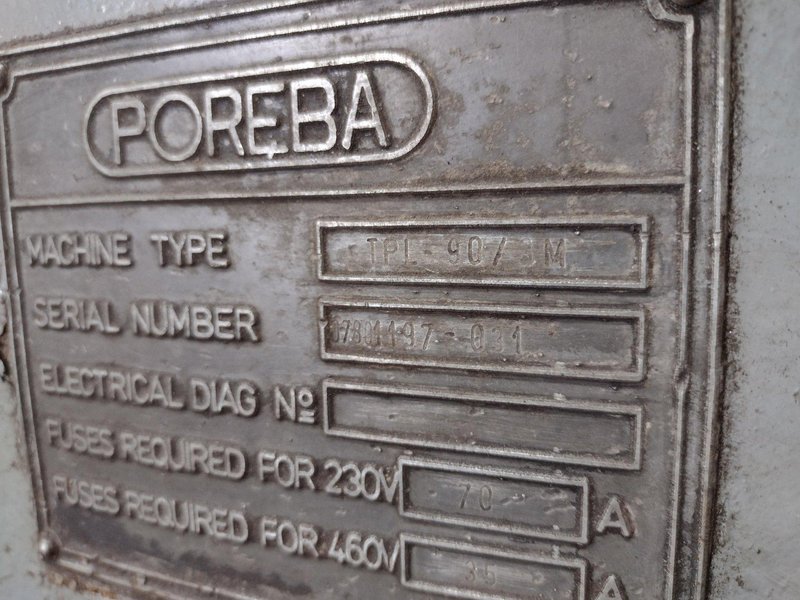 PORĘBA
MACHINE TYPE TPL-90/3M
SERIAL NUMBER
ELECTRICAL DIAG Nº
FUSES REQUIRED FOR 230V 70 A
FUSES REQUIRED FOR 460V 35 A